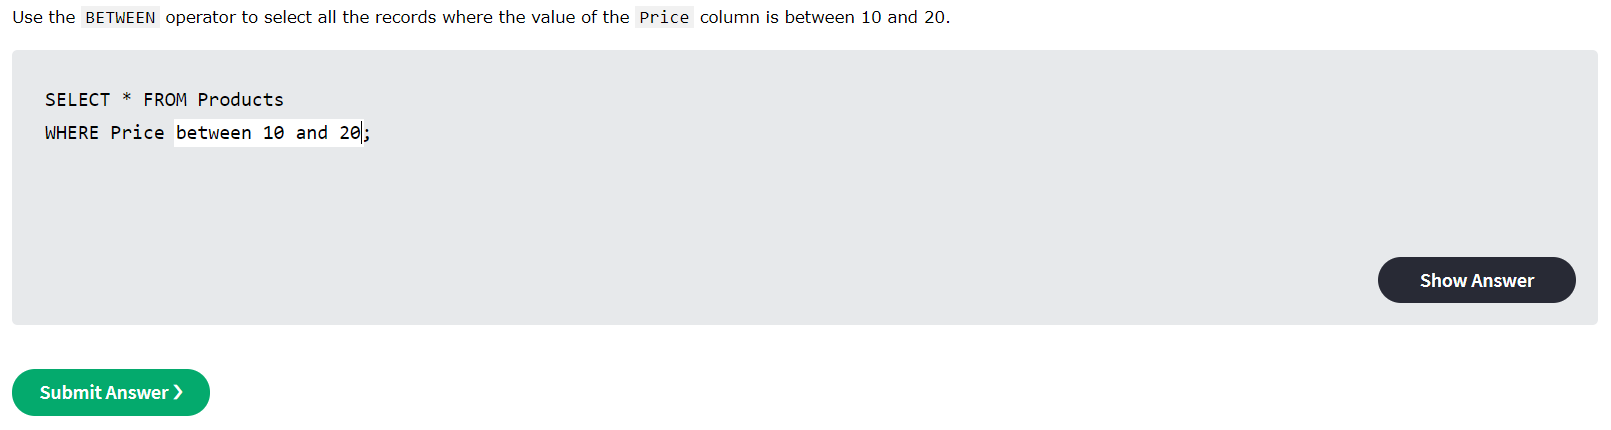 Use the BETWEEN operator to select all the records where the value of the Price column is between 10 and 20.
SELECT * FROM Products
WHERE Price between 10 and 20;
Show Answer
Submit Answer ❯